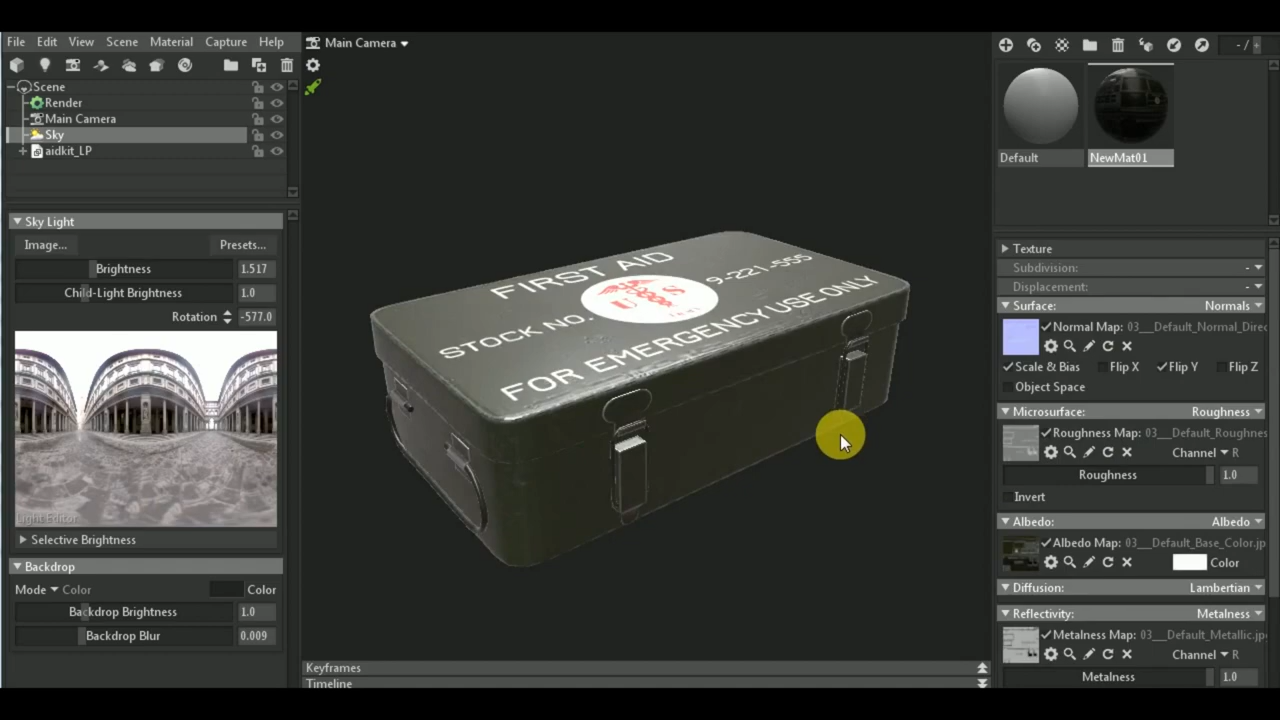 File Edit View Scene Material Capture Help
Main Camera
- /
Scene
Render
Main Camera
Sky
aidkit_LP
Default
NewMat01
Sky Light
Image...
Presets...
Brightness 1.517
Child-Light Brightness 1.0
Rotation -577.0
Light Editor
Selective Brightness
Backdrop
Mode Color Color
Backdrop Brightness 1.0
Backdrop Blur 0.009
FIRST AID
STOCK NO. 9-221-555
U S
FOR EMERGENCY USE ONLY
Keyframes
Timeline
Texture
Subdivision: -
Displacement: -
Surface: Normals
Normal Map: 03__Default_Normal_Direc
Scale & Bias Flip X Flip Y Flip Z
Object Space
Microsurface: Roughness
Roughness Map: 03__Default_Roughnes
Channel R
Roughness 1.0
Invert
Albedo: Albedo
Albedo Map: 03__Default_Base_Color.jp
Color
Diffusion: Lambertian
Reflectivity: Metalness
Metalness Map: 03__Default_Metallic.jp
Channel R
Metalness 1.0